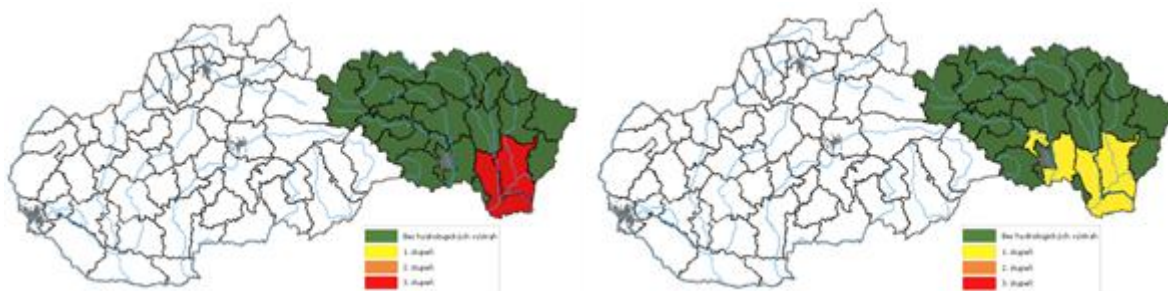 Bez hydrologických výstrah
1. stupeň
2. stupeň
3. stupeň
Bez hydrologických výstrah
1. stupeň
2. stupeň
3. stupeň